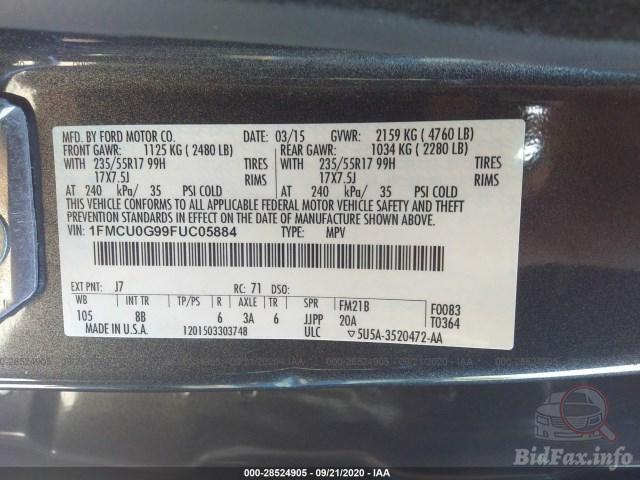 MFD. BY FORD MOTOR CO.
DATE: 03/15 GVWR: 2159 KG ( 4760 LB)
FRONT GAWR: 1125 KG ( 2480 LB) REAR GAWR: 1034 KG ( 2280 LB)
WITH 235/55R17 99H TIRES WITH 235/55R17 99H TIRES
17X7.5J RIMS 17X7.5J RIMS
AT 240 kPa/ 35 PSI COLD AT 240 kPa/ 35 PSI COLD
THIS VEHICLE CONFORMS TO ALL APPLICABLE FEDERAL MOTOR VEHICLE SAFETY AND THEFT
PREVENTION STANDARDS IN EFFECT ON THE DATE OF MANUFACTURE SHOWN ABOVE.
VIN: 1FMCU0G99FUC05884 TYPE: MPV
EXT PNT: J7 RC: 71 DSO:
WB INT TR TP/PS R AXLE TR SPR FM21B F0083
105 8B 6 3A 6 JJPP 20A T0364
MADE IN U.S.A. 1201503303748 ULC ▽5U5A-3520472-AA
000-28524905 09/21/2020 - IAA
BidFax.info